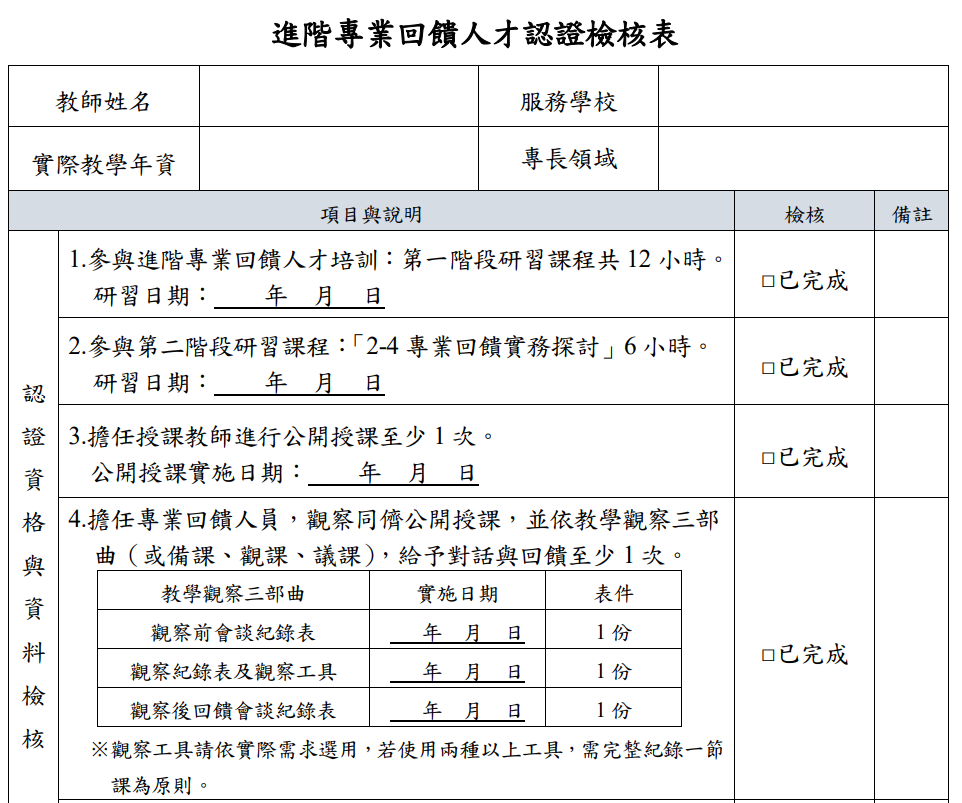 進階專業回饋人才認證檢核表
教師姓名 服務學校
實際教學年資 專長領域
項目與說明 檢核 備註
認證資格與資料檢核
1.參與進階專業回饋人才培訓：第一階段研習課程共 12 小時。
研習日期： 年 月 日
□已完成
2.參與第二階段研習課程：「2-4 專業回饋實務探討」6 小時。
研習日期： 年 月 日
□已完成
3.擔任授課教師進行公開授課至少 1 次。
公開授課實施日期： 年 月 日
□已完成
4.擔任專業回饋人員，觀察同儕公開授課，並依教學觀察三部
曲（或備課、觀課、議課），給予對話與回饋至少 1 次。
教學觀察三部曲 實施日期 表件
觀察前會談紀錄表 年 月 日 1 份
觀察紀錄表及觀察工具 年 月 日 1 份
觀察後回饋會談紀錄表 年 月 日 1 份
※觀察工具請依實際需求選用，若使用兩種以上工具，需完整紀錄一節
課為原則。
□已完成